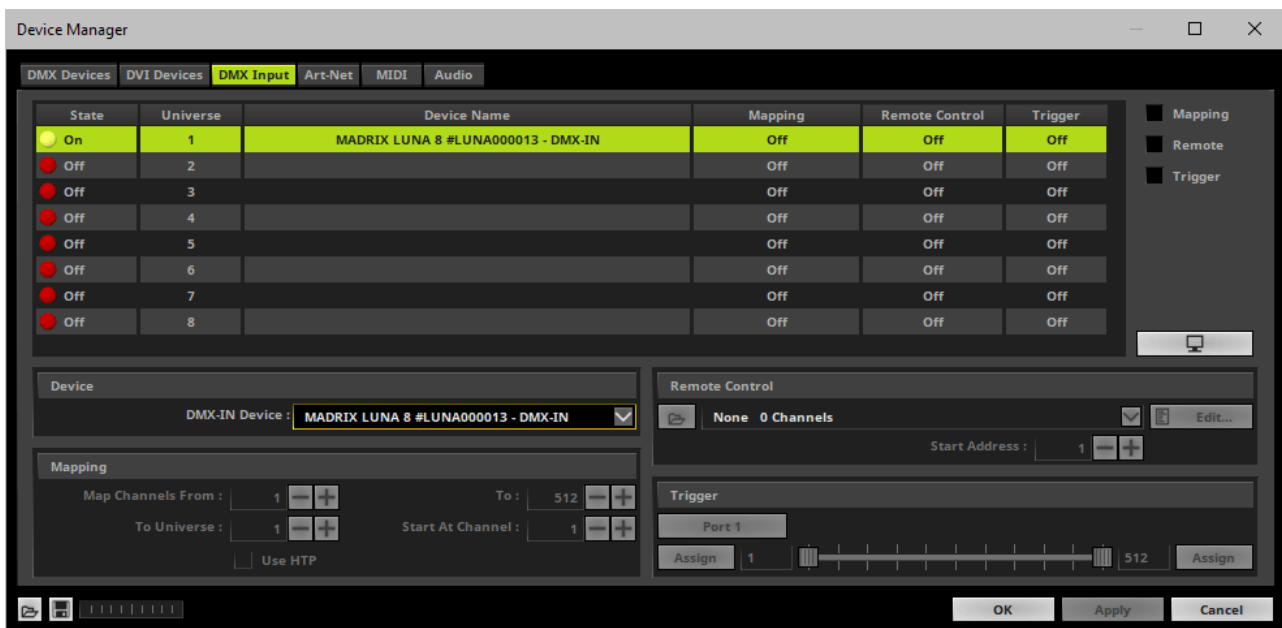 Device Manager
DMX Devices DVI Devices DMX Input Art-Net MIDI Audio
State Universe Device Name Mapping Remote Control Trigger
On 1 MADRIX LUNA 8 #LUNA000013 - DMX-IN Off Off Off
Off 2 Off Off Off
Off 3 Off Off Off
Off 4 Off Off Off
Off 5 Off Off Off
Off 6 Off Off Off
Off 7 Off Off Off
Off 8 Off Off Off
Mapping
Remote
Trigger
Device
DMX-IN Device : MADRIX LUNA 8 #LUNA000013 - DMX-IN
Mapping
Map Channels From : 1 To : 512
To Universe : 1 Start At Channel : 1
Use HTP
Remote Control
None 0 Channels Edit...
Start Address : 1
Trigger
Port 1
Assign 1 512 Assign
OK Apply Cancel